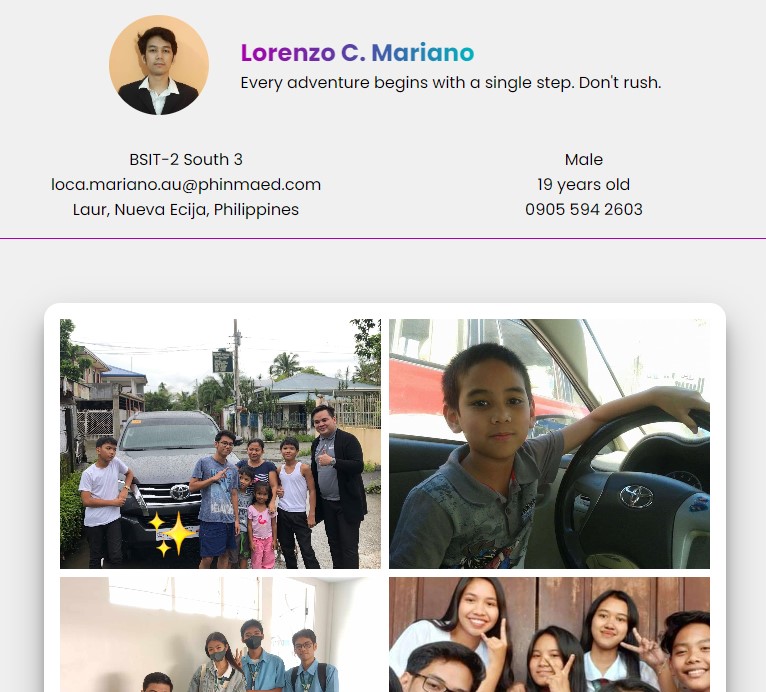 Lorenzo C. Mariano
Every adventure begins with a single step. Don't rush.
BSIT-2 South 3
loca.mariano.au@phinmaed.com
Laur, Nueva Ecija, Philippines
Male
19 years old
0905 594 2603